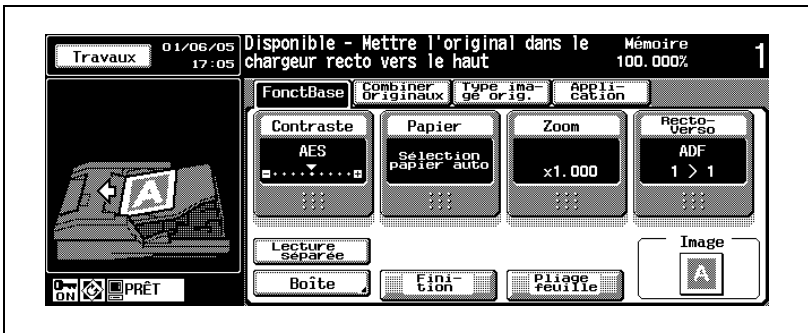 Travaux
01/06/05
17:05
Disponible - Mettre l'original dans le
chargeur recto vers le haut
Mémoire
100.000%
1
FonctBase
Combiner
Originaux
Type ima-
ge orig.
Appli-
cation
Contraste
AES
Papier
Sélection
papier auto
Zoom
x1.000
Recto-
Verso
ADF
1 > 1
A
Lecture
séparée
Boîte
Fini-
tion
Pliage
feuille
Image
A
ON
PRÊT